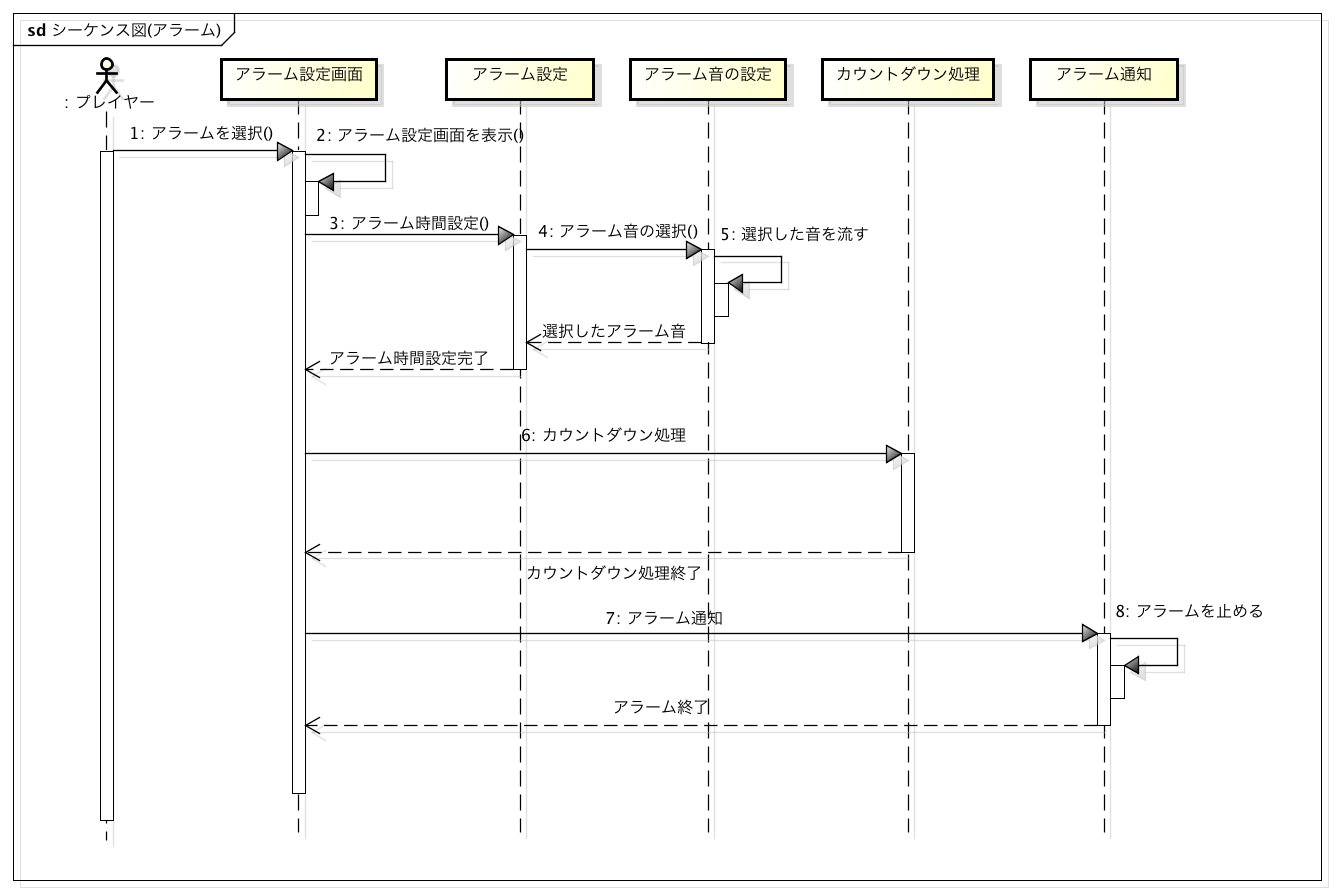 sd シーケンス図(アラーム)
: プレイヤー
アラーム設定画面
アラーム設定
アラーム音の設定
カウントダウン処理
アラーム通知
1: アラームを選択()
2: アラーム設定画面を表示()
3: アラーム時間設定()
4: アラーム音の選択()
5: 選択した音を流す
選択したアラーム音
アラーム時間設定完了
6: カウントダウン処理
カウントダウン処理終了
7: アラーム通知
8: アラームを止める
アラーム終了